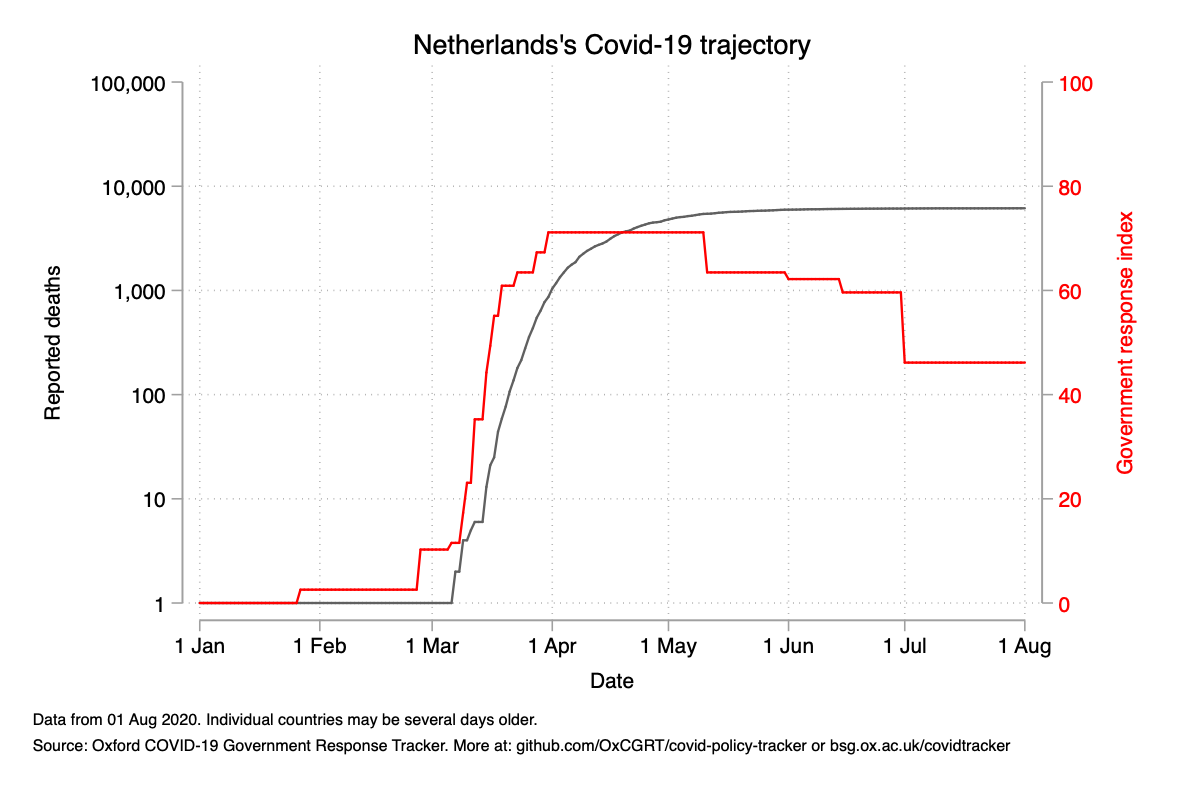 Netherlands's Covid-19 trajectory
100,000
10,000
1,000
100
10
1
Reported deaths
100
80
60
40
20
0
Government response index
1 Jan 1 Feb 1 Mar 1 Apr 1 May 1 Jun 1 Jul 1 Aug
Date
Data from 01 Aug 2020. Individual countries may be several days older.
Source: Oxford COVID-19 Government Response Tracker. More at: github.com/OxCGRT/covid-policy-tracker or bsg.ox.ac.uk/covidtracker